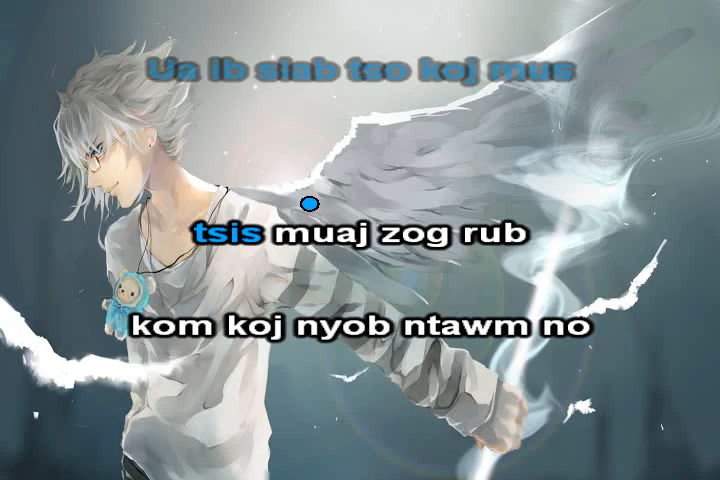 Ua ib siab tso koj mus
tsis muaj zog rub
kom koj nyob ntawm no